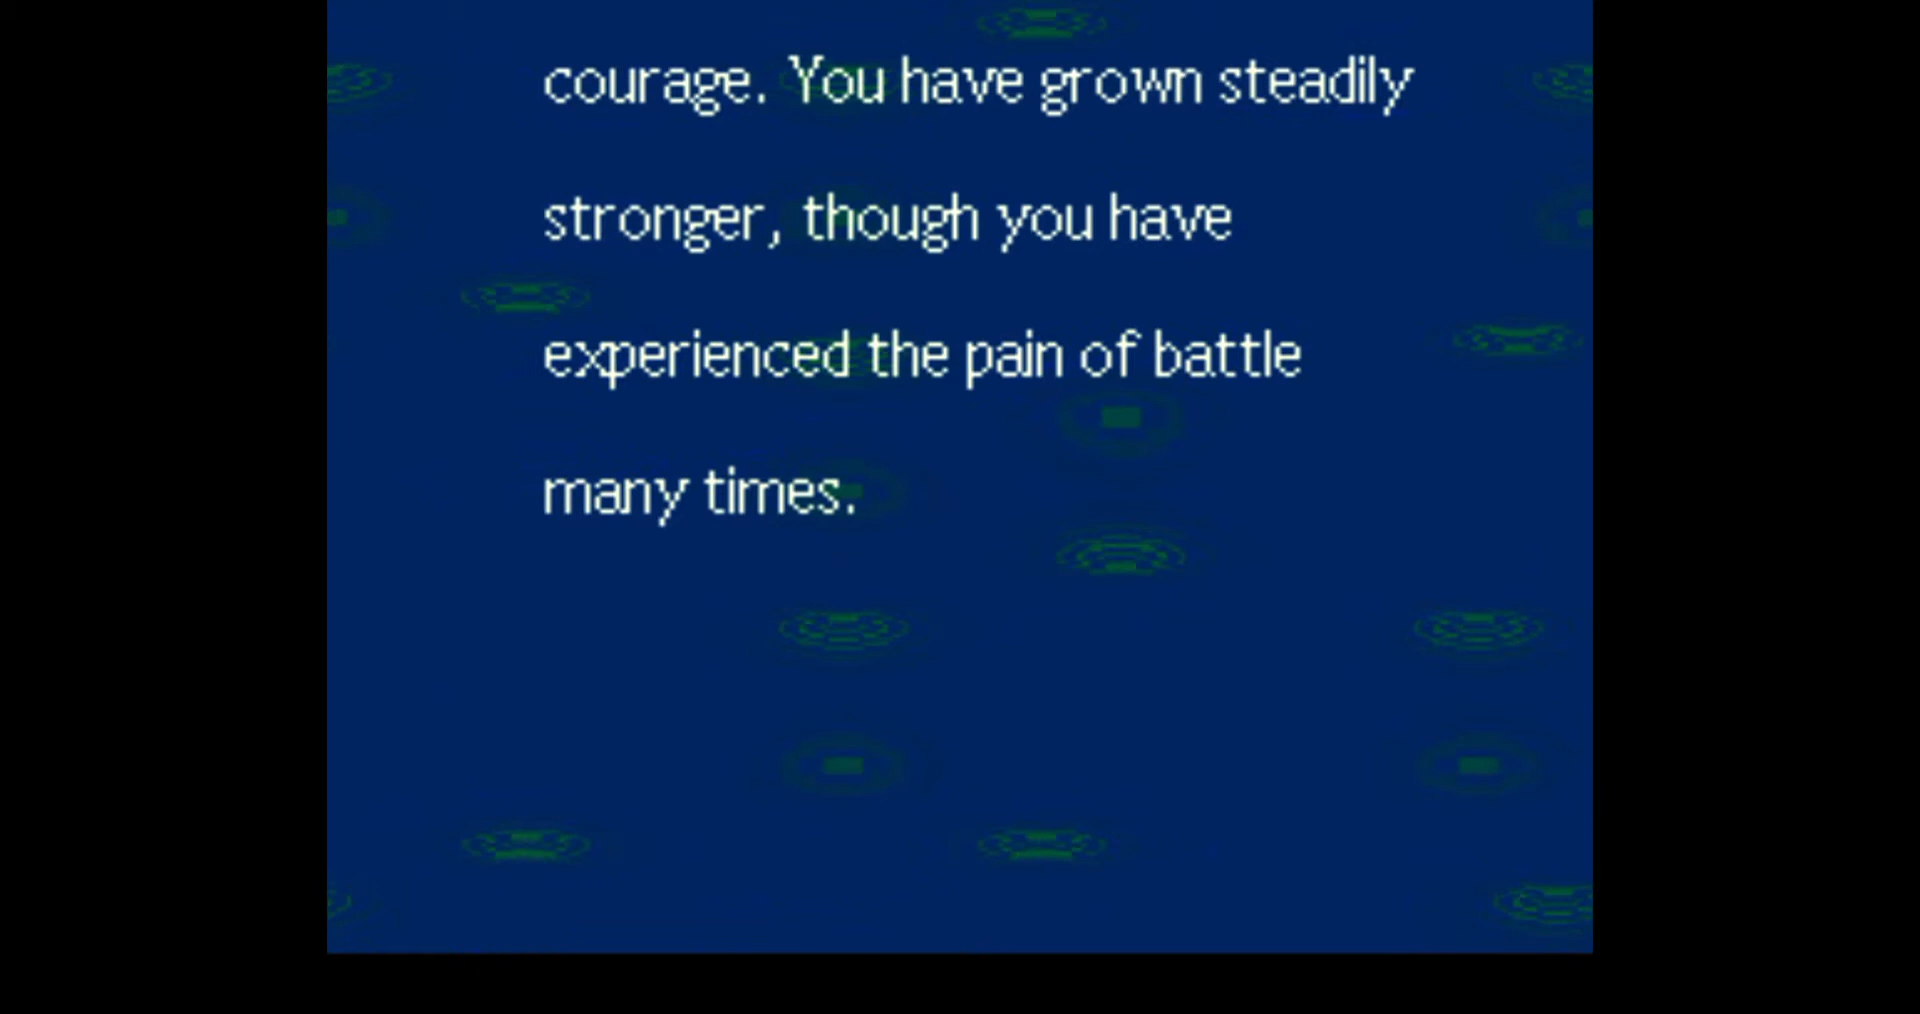 courage. You have grown steadily
stronger, though you have
experienced the pain of battle
many times.